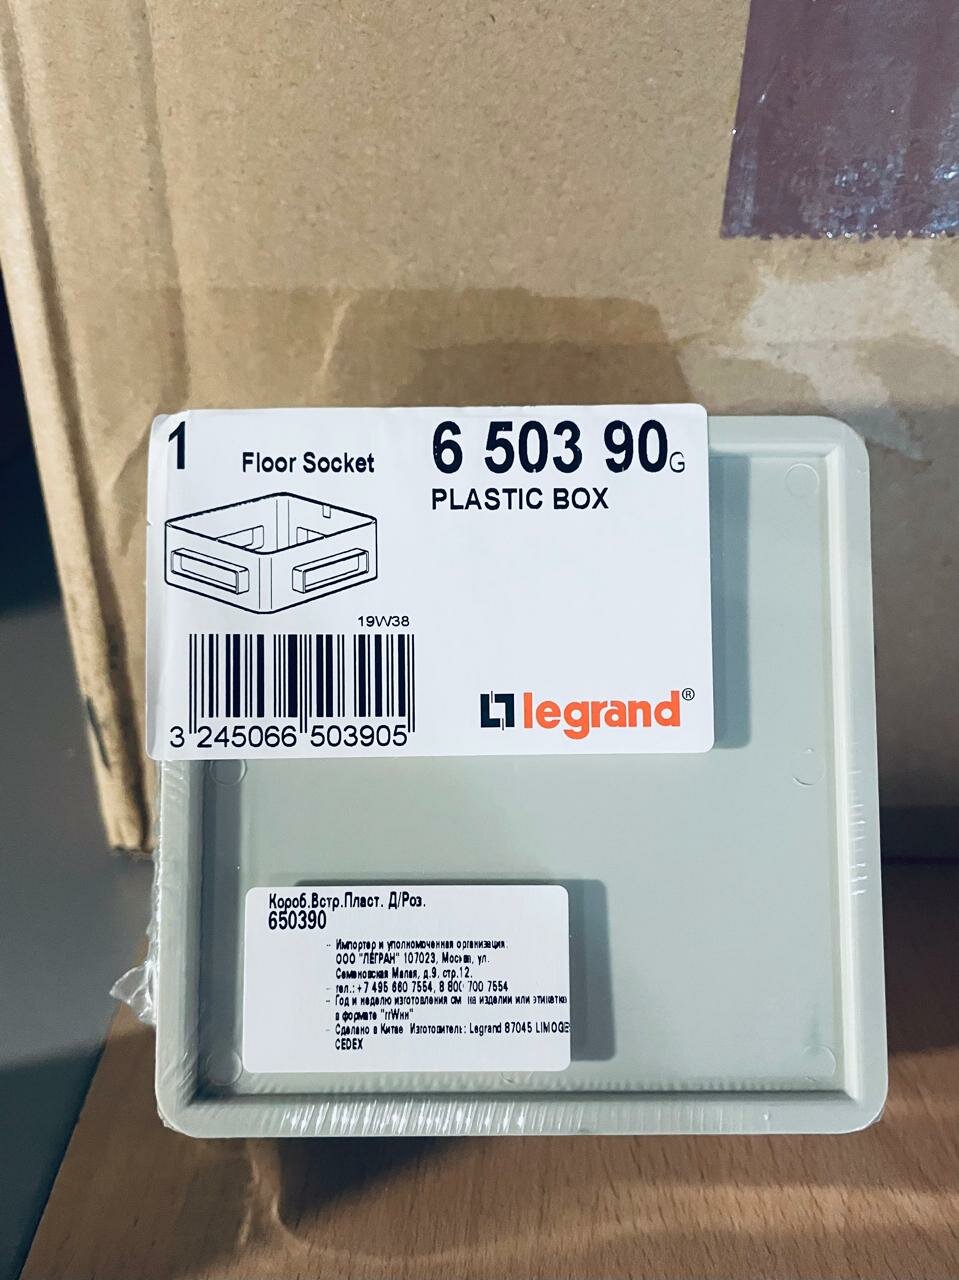 1
Floor Socket
6 503 90G
PLASTIC BOX
19W38
3 245066 503905
legrand®
Короб.Встр.Пласт. Д/Роз.
650390
- Импортер и уполномоченная организация:
ООО "ЛЕГРАН" 107023, Москва, ул.
Семеновская Малая, д.9, стр.12.
- тел.: +7 495 660 7554, 8 800 700 7554
- Год и неделю изготовления см. на изделии или этикетке
в формате "ггWнн"
- Сделано в Китае Изготовитель: Legrand 87045 LIMOGES
CEDEX